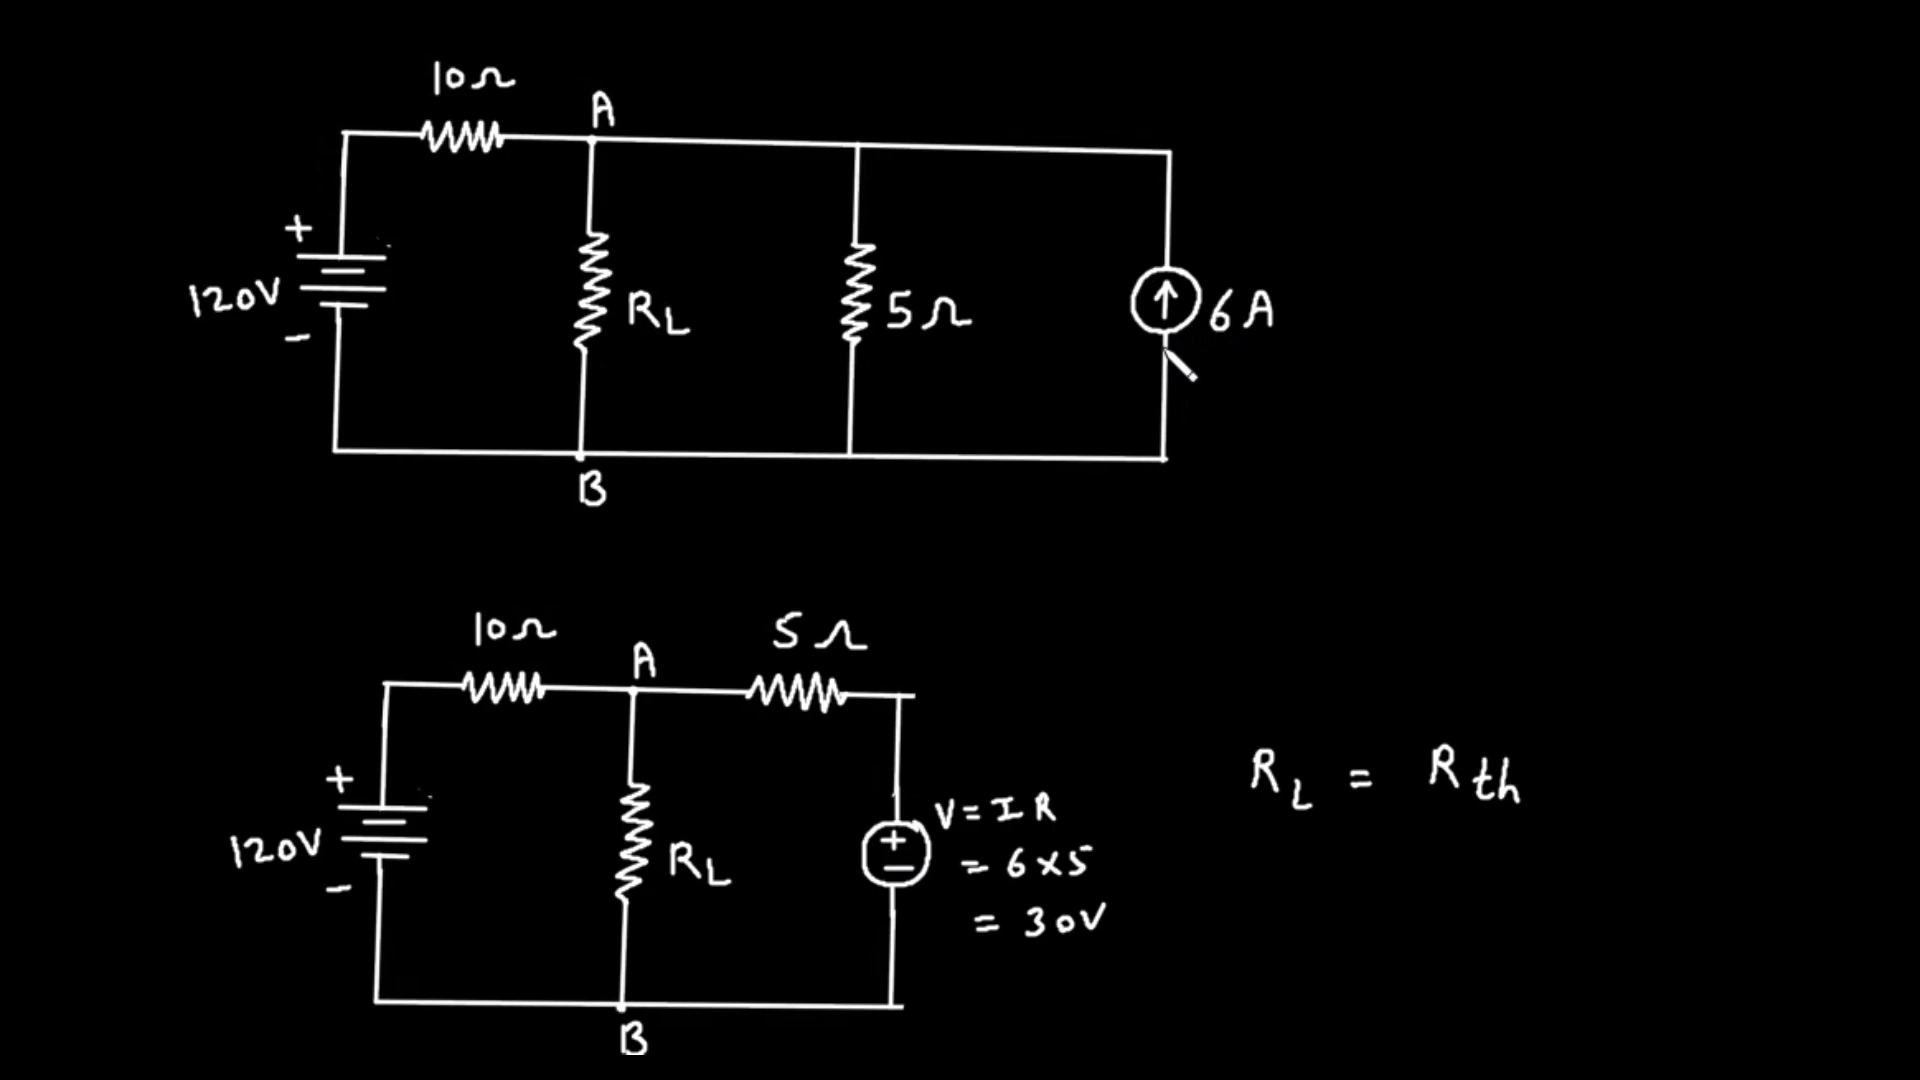 10Ω
A
+
120V
-
RL
5Ω
6A
B
10Ω
A
5Ω
+
120V
-
RL
+
-
V = IR
= 6×5
= 30V
RL = Rth
B